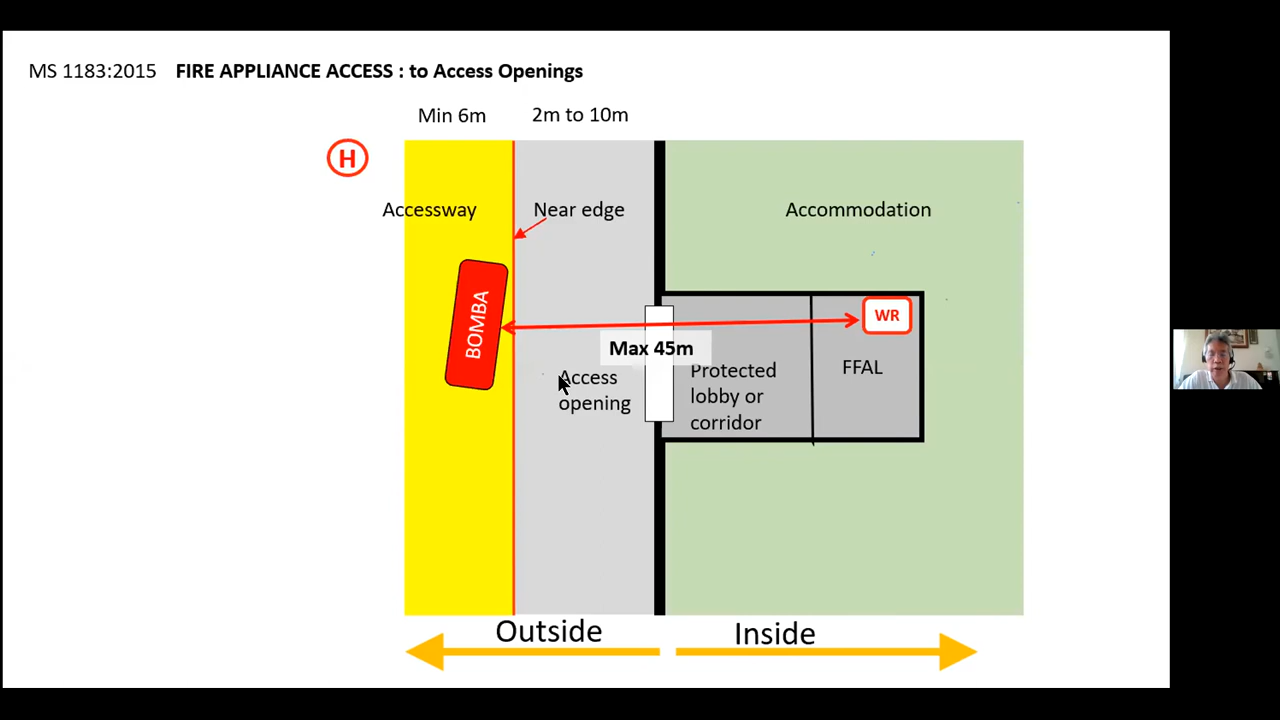 MS 1183:2015 FIRE APPLIANCE ACCESS : to Access Openings
Min 6m
2m to 10m
H
Accessway
Near edge
Accommodation
BOMBA
WR
Max 45m
Access
opening
Protected
lobby or
corridor
FFAL
Outside
Inside